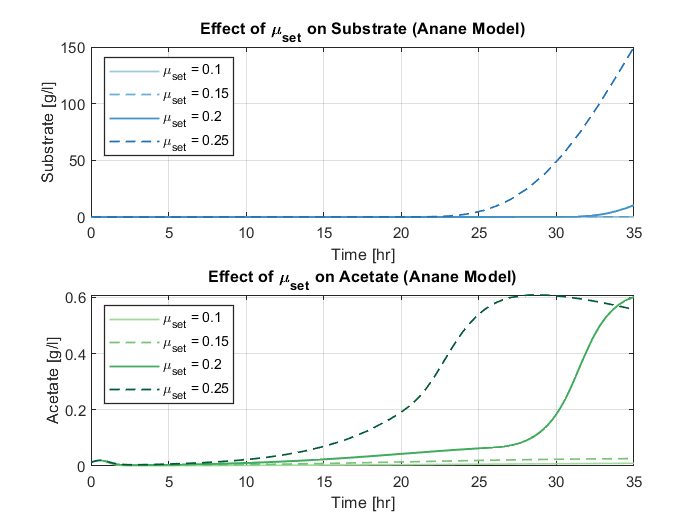 Effect of μset on Substrate (Anane Model)
150
100
50
0
Substrate [g/l]
μset = 0.1
μset = 0.15
μset = 0.2
μset = 0.25
0 5 10 15 20 25 30 35
Time [hr]
Effect of μset on Acetate (Anane Model)
0.6
0.4
0.2
0
Acetate [g/l]
μset = 0.1
μset = 0.15
μset = 0.2
μset = 0.25
0 5 10 15 20 25 30 35
Time [hr]